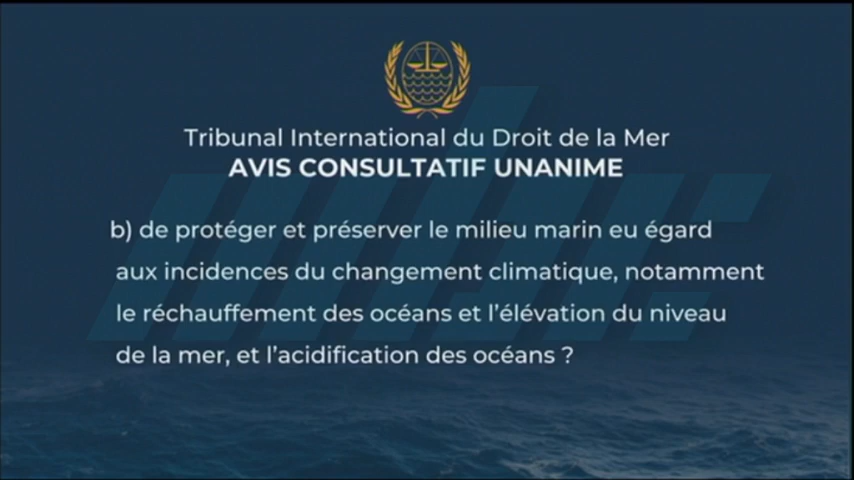 Tribunal International du Droit de la Mer
AVIS CONSULTATIF UNANIME
b) de protéger et préserver le milieu marin eu égard
aux incidences du changement climatique, notamment
le réchauffement des océans et l'élévation du niveau
de la mer, et l'acidification des océans ?